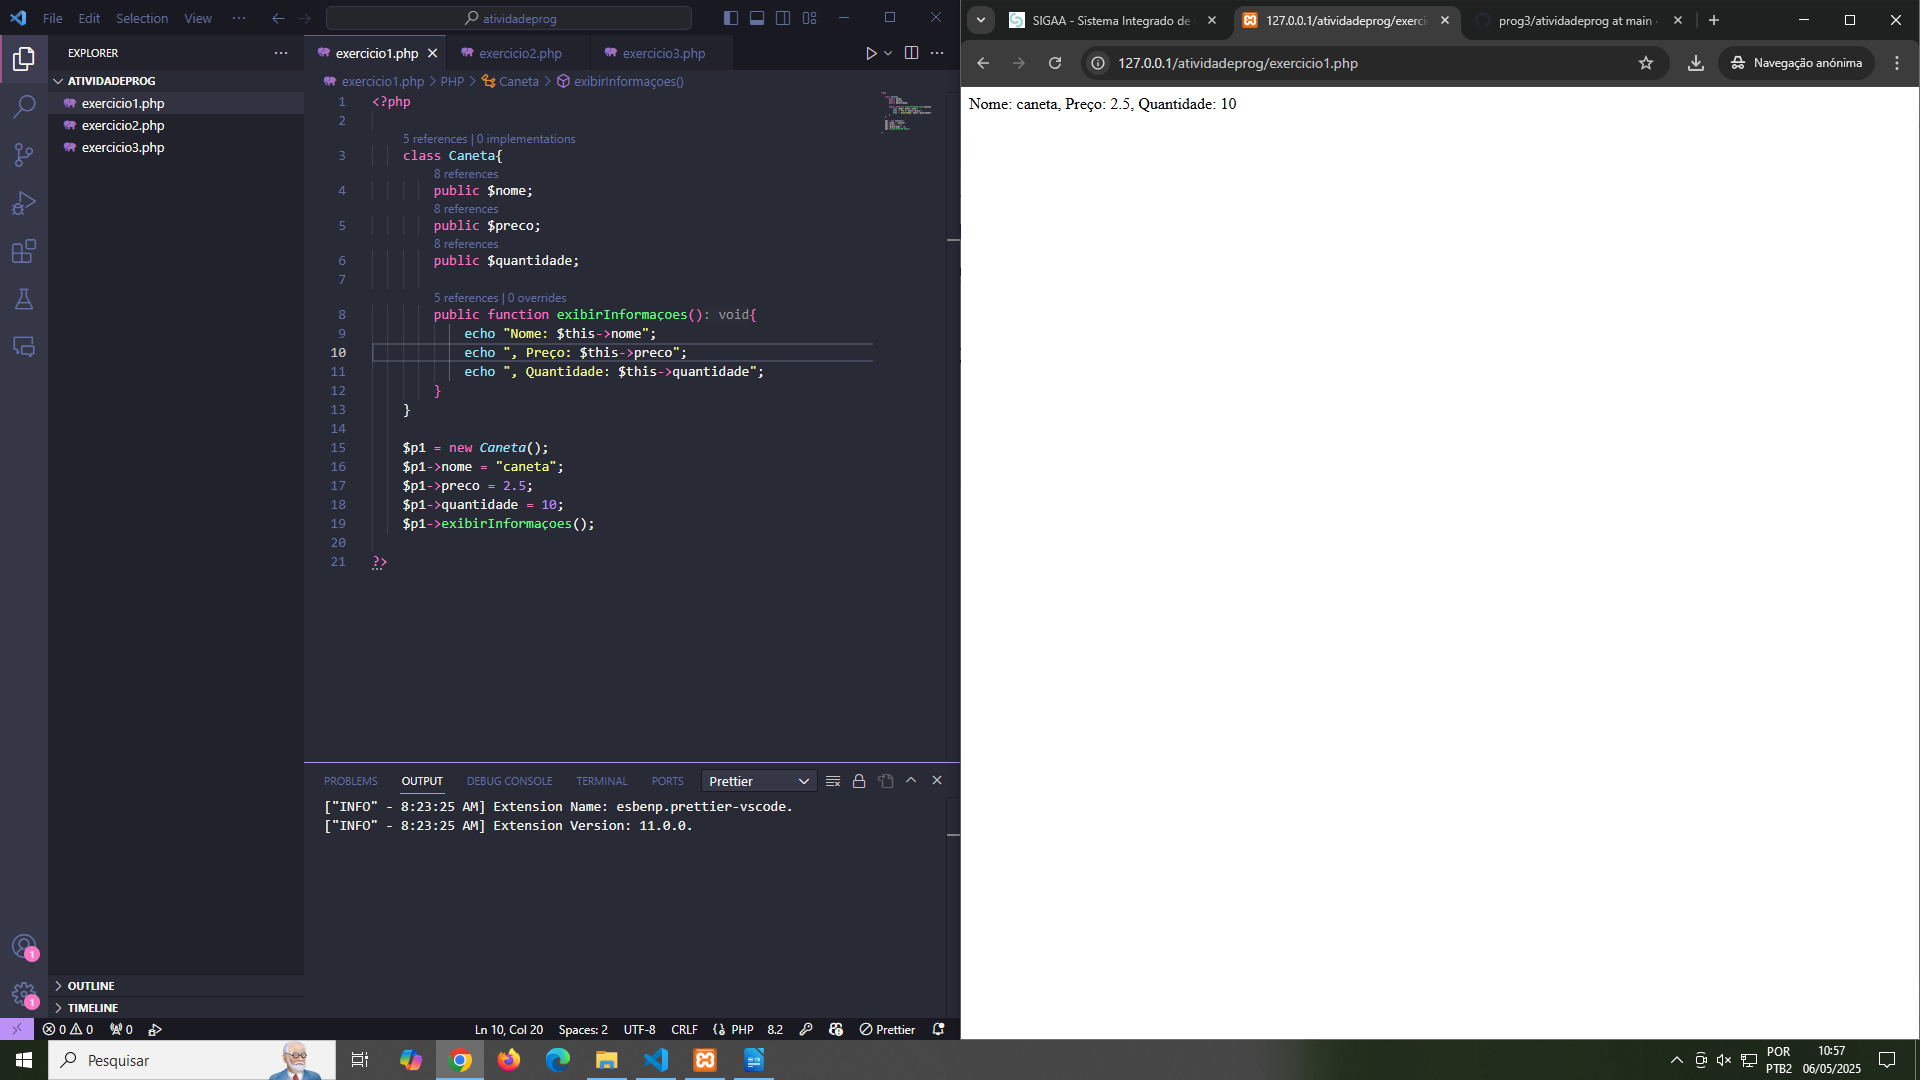 File Edit Selection View ··· atividadeprog
EXPLORER
ATIVIDADEPROG
exercicio1.php
exercicio2.php
exercicio3.php
OUTLINE
TIMELINE
exercicio1.php exercicio2.php exercicio3.php
exercicio1.php > PHP > Caneta > exibirInformaçoes()
1 <?php
2
5 references | 0 implementations
3 class Caneta{
8 references
4 public $nome;
8 references
5 public $preco;
8 references
6 public $quantidade;
7
5 references | 0 overrides
8 public function exibirInformaçoes(): void{
9 echo "Nome: $this->nome";
10 echo ", Preço: $this->preco";
11 echo ", Quantidade: $this->quantidade";
12 }
13 }
14
15 $p1 = new Caneta();
16 $p1->nome = "caneta";
17 $p1->preco = 2.5;
18 $p1->quantidade = 10;
19 $p1->exibirInformaçoes();
20
21 ?>
PROBLEMS OUTPUT DEBUG CONSOLE TERMINAL PORTS Prettier
["INFO" - 8:23:25 AM] Extension Name: esbenp.prettier-vscode.
["INFO" - 8:23:25 AM] Extension Version: 11.0.0.
1
1
0 0 0 Ln 10, Col 20 Spaces: 2 UTF-8 CRLF PHP 8.2 Prettier
SIGAA - Sistema Integrado de 127.0.0.1/atividadeprog/exerci prog3/atividadeprog at main
127.0.0.1/atividadeprog/exercicio1.php Navegação anónima
Nome: caneta, Preço: 2.5, Quantidade: 10
Pesquisar
POR
PTB2
10:57
06/05/2025